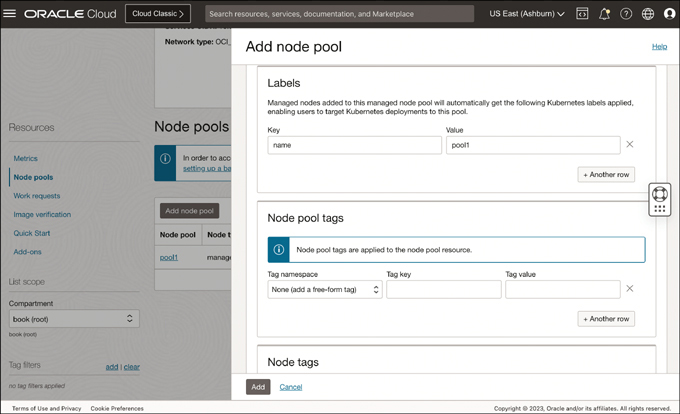 ORACLE Cloud
Cloud Classic >
Search resources, services, documentation, and Marketplace
US East (Ashburn)
Network type: OCI_
Resources
Metrics
Node pools
Work requests
Image verification
Quick Start
Add-ons
List scope
Compartment
book (root)
book (root)
Tag filters
add | clear
no tag filters applied
Node pools
In order to acc
setting up a ba
Add node pool
Node pool
Node t
pool1
manage
Add node pool
Help
Labels
Managed nodes added to this managed node pool will automatically get the following Kubernetes labels applied,
enabling users to target Kubernetes deployments to this pool.
Key
Value
name
pool1
+ Another row
Node pool tags
Node pool tags are applied to the node pool resource.
Tag namespace
Tag key
Tag value
None (add a free-form tag)
+ Another row
Node tags
Add
Cancel
Terms of Use and Privacy
Cookie Preferences
Copyright © 2023, Oracle and/or its affiliates. All rights reserved.